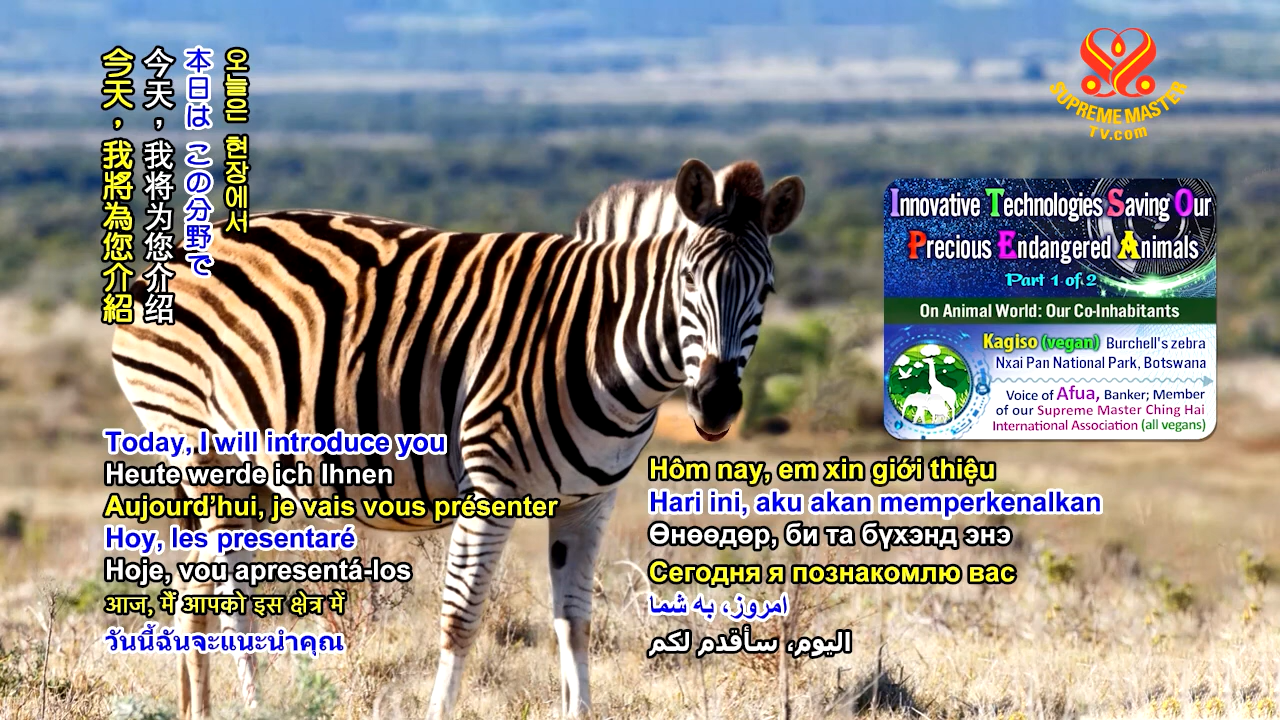 今天，我將為您介紹
今天，我将为您介绍
本日は この分野で
오늘은 현장에서
SUPREME MASTER
TV.com
Innovative Technologies Saving Our
Precious Endangered Animals
Part 1 of 2
On Animal World: Our Co-Inhabitants
Kagiso (vegan) Burchell's zebra
Nxai Pan National Park, Botswana
Voice of Afua, Banker; Member
of our Supreme Master Ching Hai
International Association (all vegans)
Today, I will introduce you
Heute werde ich Ihnen
Aujourd'hui, je vais vous présenter
Hoy, les presentaré
Hoje, vou apresentá-los
आज, मैं आपको इस क्षेत्र में
วันนี้ฉันจะแนะนำคุณ
Hôm nay, em xin giới thiệu
Hari ini, aku akan memperkenalkan
Өнөөдөр, би та бүхэнд энэ
Сегодня я познакомлю вас
امروز، به شما
اليوم، سأقدم لكم